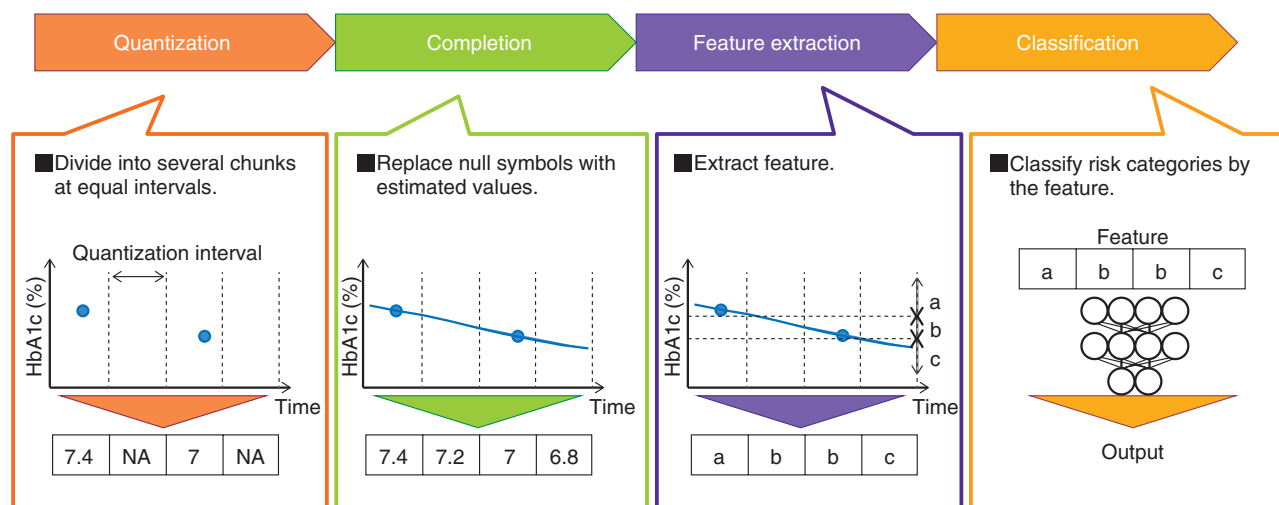 Quantization
Completion
Feature extraction
Classification
■Divide into several chunks
at equal intervals.
Quantization interval
HbA1c (%)
Time
7.4 NA 7 NA
■Replace null symbols with
estimated values.
HbA1c (%)
Time
7.4 7.2 7 6.8
■Extract feature.
HbA1c (%)
a
b
c
Time
a b b c
■Classify risk categories by
the feature.
Feature
a b b c
Output